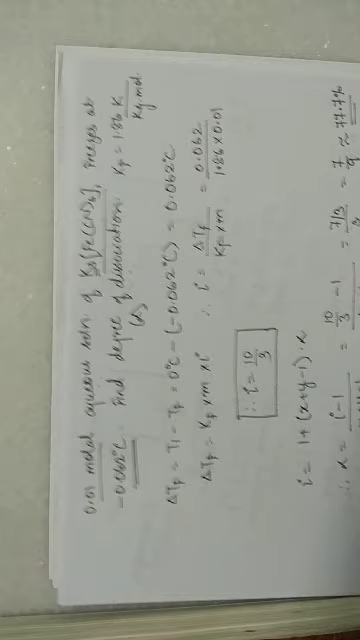 0.01 molal aqueous soln. of K3[Fe(CN)6], freezes at
-0.062°C. Find degree of dissociation. Kf = 1.86 K
(α) Kg.mol
ΔTf = T1 - Tf = 0°C - (-0.062°C) = 0.062°C
ΔTf = Kf × m × i ∴ i = ΔTf / Kf × m = 0.062 / 1.86 × 0.01
∴ i = 10/3
i = 1 + (x+y-1) . α
∴ α = i - 1 = 10/3 - 1 = 7/3 / 3 = 7/9 ≈ 77.7%